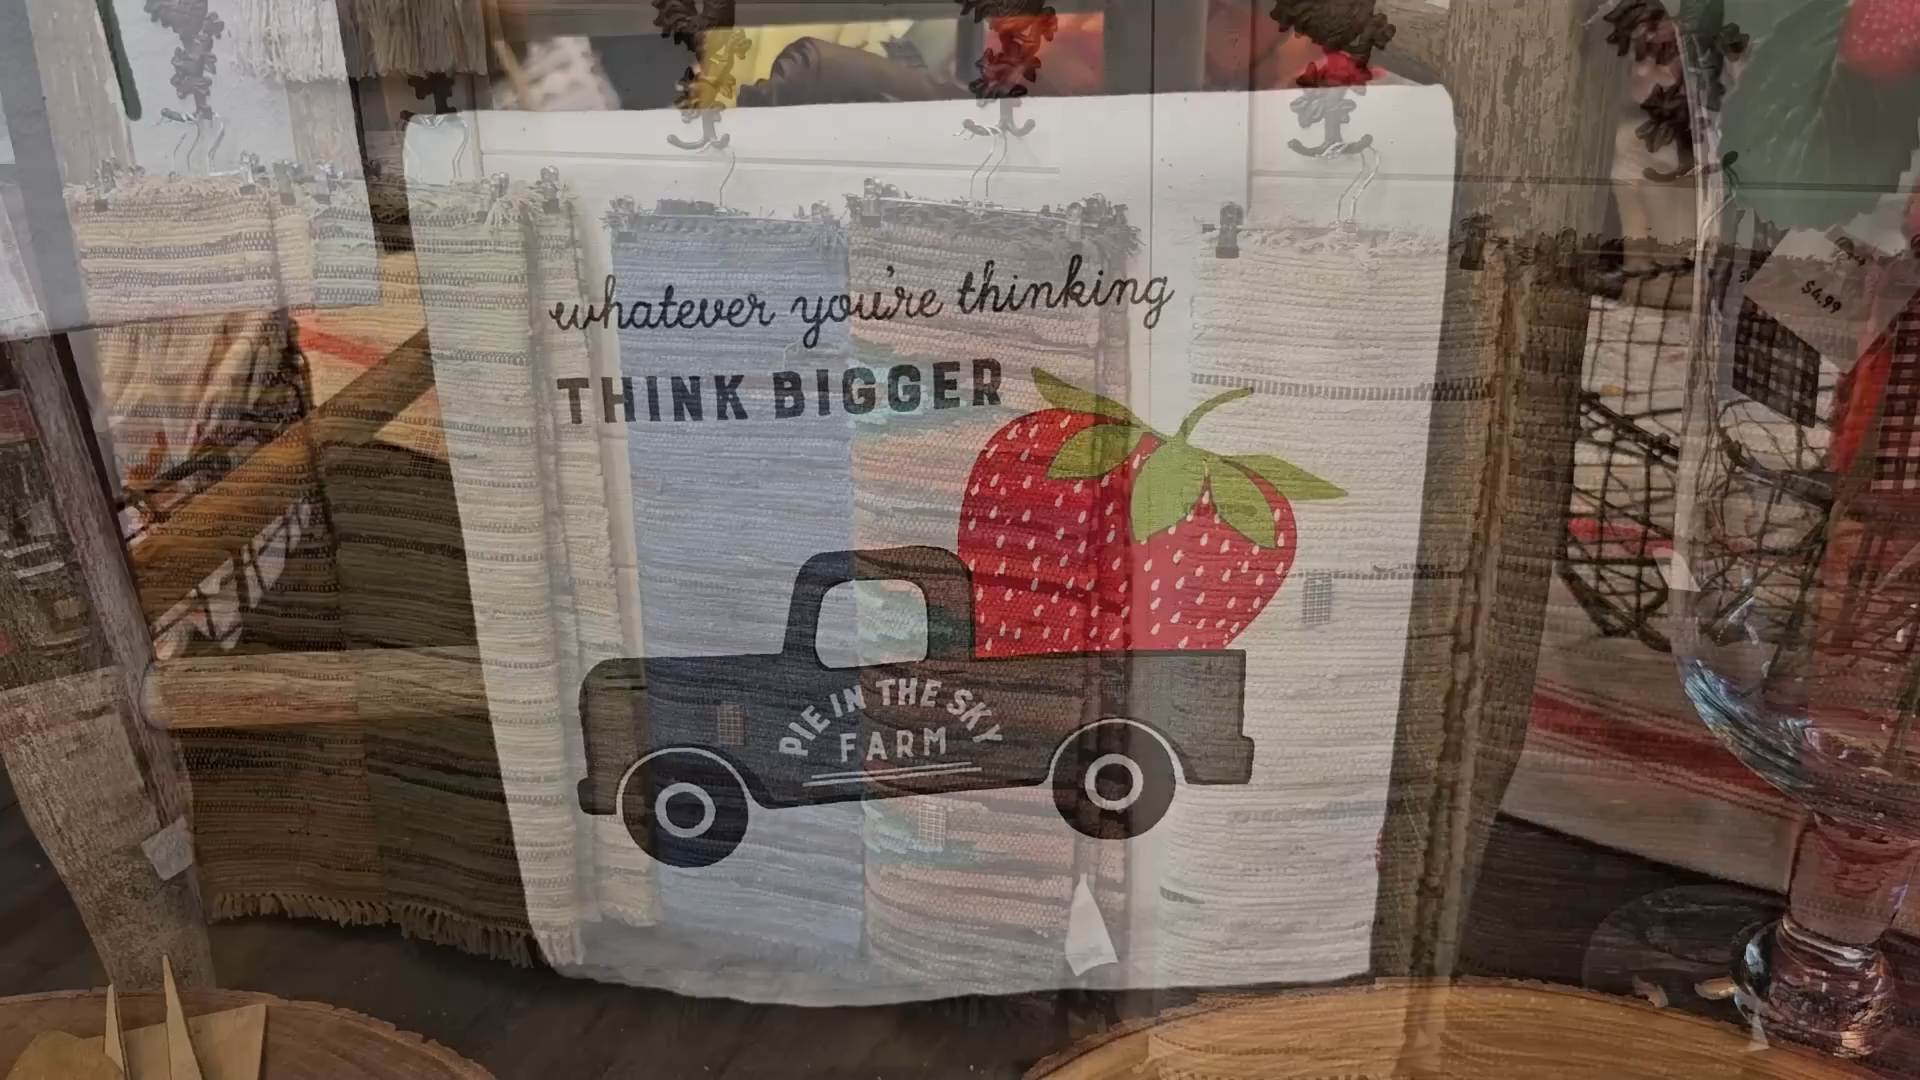 whatever you're thinking
THINK BIGGER
PIE IN THE SKY
FARM
$4.99